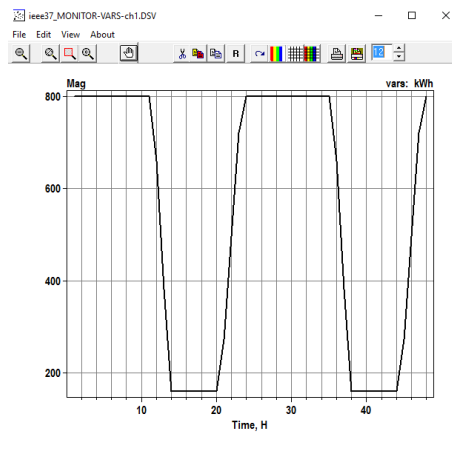 ieee37_MONITOR-VARS-ch1.DSV
File Edit View About
R 12
Mag vars: kWh
800
600
400
200
10 20 30 40
Time, H